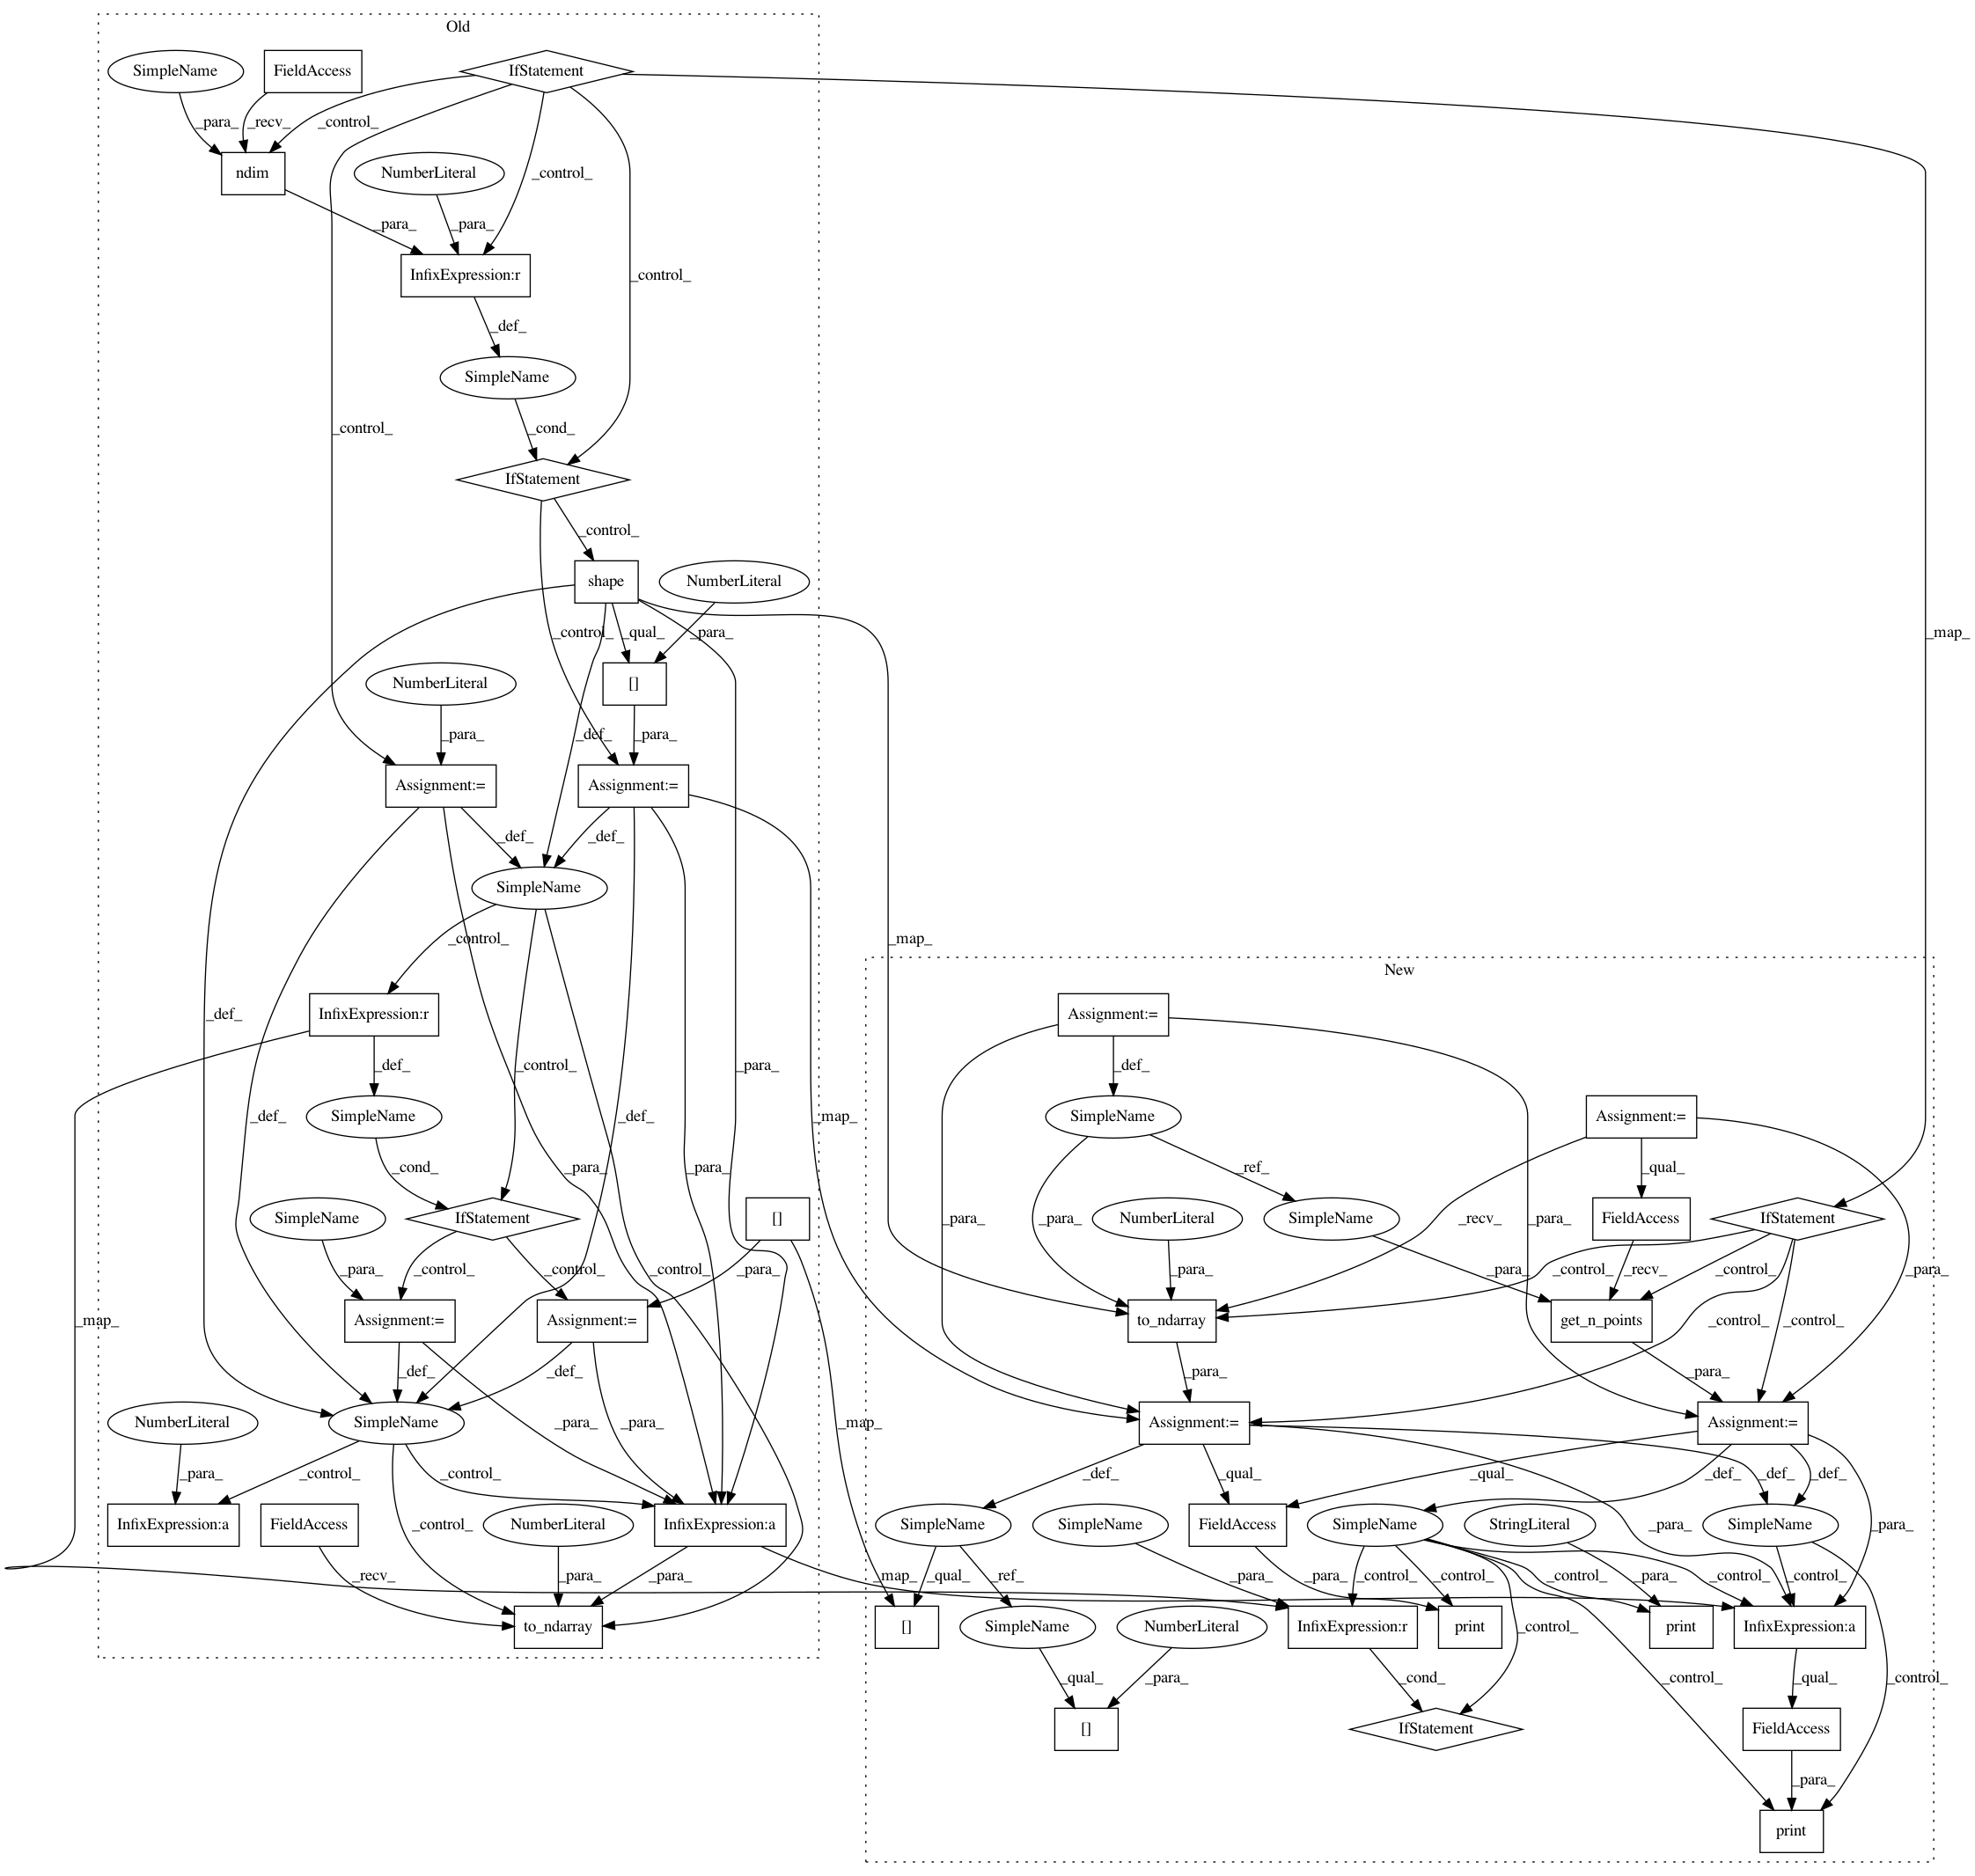 Old
SimpleName
FieldAccess
IfStatement
_para_
_recv_
_control_
ndim
NumberLiteral
_control_
_para_
_para_
InfixExpression:r
_control_
_def_
SimpleName
_control_
_cond_
IfStatement
_control_
shape
NumberLiteral
_control_
_qual_
_para_
_map_
NumberLiteral
[]
_para_
_def_
_para_
Assignment:=
Assignment:=
_def_
_def_
SimpleName
_control_
_map_
New
InfixExpression:r
Assignment:=
_def_
_def_
_control_
_para_
_def_
SimpleName
SimpleName
Assignment:=
_def_
_def_
_map_
_cond_
_para_
_para_
_ref_
_qual_
SimpleName
IfStatement
[]
NumberLiteral
SimpleName
FieldAccess
IfStatement
_para_
_para_
_recv_
_para_
_control_
_control_
_para_
_control_
_para_
_para_
_control_
_recv_
_control_
_para_
_map_
Assignment:=
Assignment:=
to_ndarray
get_n_points
_control_
_control_
_def_
_def_
_para_
_para_
NumberLiteral
SimpleName
_para_
_para_
_map_
Assignment:=
Assignment:=
_para_
_control_
_control_
_def_
_qual_
_qual_
_def_
_def_
_def_
InfixExpression:a
FieldAccess
_control_
NumberLiteral
InfixExpression:a
SimpleName
SimpleName
FieldAccess
SimpleName
StringLiteral
_para_
SimpleName
_para_
_recv_
_para_
_para_
_map_
_qual_
_ref_
_para_
_control_
_control_
_para_
_control_
_para_
_control_
_control_
to_ndarray
[]
SimpleName
NumberLiteral
InfixExpression:r
print
print
InfixExpression:a
_control_
_qual_
_para_
_cond_
_control_
_qual_
_control_
[]
IfStatement
FieldAccess
_para_
print